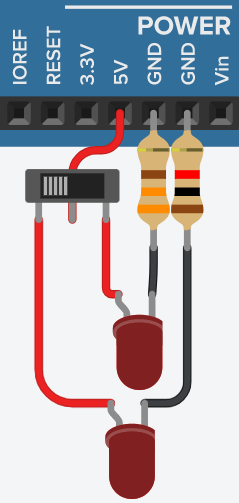 POWER
IOREF
RESET
3.3V
5V
GND
GND
Vin